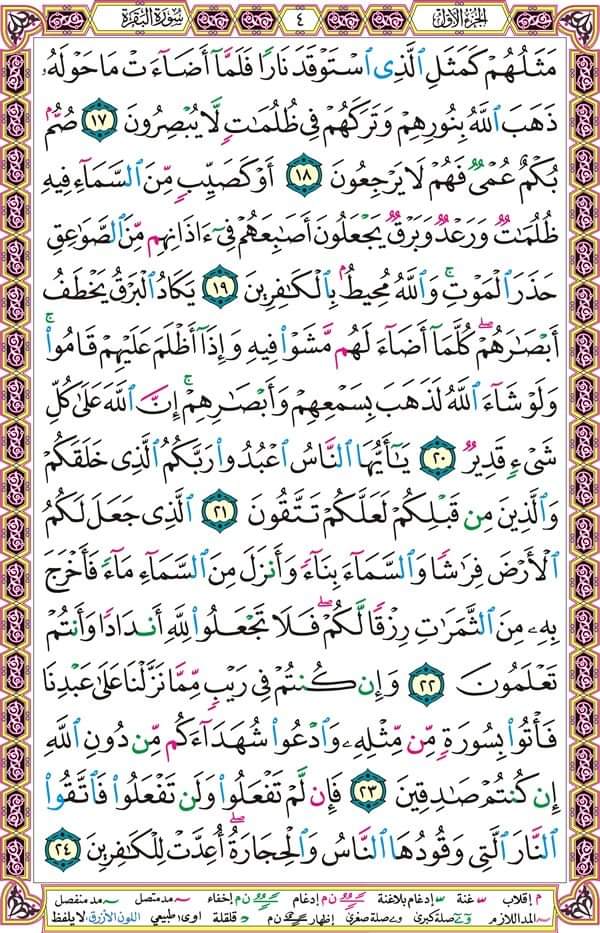 الجزء الأول
٤
سورة البقرة
مَثَلُهُمْ كَمَثَلِ ٱلَّذِى ٱسْتَوْقَدَ نَارًا فَلَمَّآ أَضَآءَتْ مَا حَوْلَهُۥ
ذَهَبَ ٱللَّهُ بِنُورِهِمْ وَتَرَكَهُمْ فِى ظُلُمَٰتٍ لَّا يُبْصِرُونَ ١٧ صُمٌّۢ
بُكْمٌ عُمْىٌ فَهُمْ لَا يَرْجِعُونَ ١٨ أَوْ كَصَيِّبٍ مِّنَ ٱلسَّمَآءِ فِيهِ
ظُلُمَٰتٌ وَرَعْدٌ وَبَرْقٌ يَجْعَلُونَ أَصَٰبِعَهُمْ فِىٓ ءَاذَانِهِم مِّنَ ٱلصَّوَٰعِقِ
حَذَرَ ٱلْمَوْتِ ۚ وَٱللَّهُ مُحِيطٌۢ بِٱلْكَٰفِرِينَ ١٩ يَكَادُ ٱلْبَرْقُ يَخْطَفُ
أَبْصَٰرَهُمْ ۖ كُلَّمَآ أَضَآءَ لَهُم مَّشَوْا۟ فِيهِ وَإِذَآ أَظْلَمَ عَلَيْهِمْ قَامُوا۟ ۚ
وَلَوْ شَآءَ ٱللَّهُ لَذَهَبَ بِسَمْعِهِمْ وَأَبْصَٰرِهِمْ ۚ إِنَّ ٱللَّهَ عَلَىٰ كُلِّ
شَىْءٍ قَدِيرٌ ٢٠ يَٰٓأَيُّهَا ٱلنَّاسُ ٱعْبُدُوا۟ رَبَّكُمُ ٱلَّذِى خَلَقَكُمْ
وَٱلَّذِينَ مِن قَبْلِكُمْ لَعَلَّكُمْ تَتَّقُونَ ٢١ ٱلَّذِى جَعَلَ لَكُمُ
ٱلْأَرْضَ فِرَٰشًا وَٱلسَّمَآءَ بِنَآءً وَأَنزَلَ مِنَ ٱلسَّمَآءِ مَآءً فَأَخْرَجَ
بِهِۦ مِنَ ٱلثَّمَرَٰتِ رِزْقًا لَّكُمْ ۖ فَلَا تَجْعَلُوا۟ لِلَّهِ أَندَادًا وَأَنتُمْ
تَعْلَمُونَ ٢٢ وَإِن كُنتُمْ فِى رَيْبٍ مِّمَّا نَزَّلْنَا عَلَىٰ عَبْدِنَا
فَأْتُوا۟ بِسُورَةٍ مِّن مِّثْلِهِۦ وَٱدْعُوا۟ شُهَدَآءَكُم مِّن دُونِ ٱللَّهِ
إِن كُنتُمْ صَٰدِقِينَ ٢٣ فَإِن لَّمْ تَفْعَلُوا۟ وَلَن تَفْعَلُوا۟ فَٱتَّقُوا۟
ٱلنَّارَ ٱلَّتِى وَقُودُهَا ٱلنَّاسُ وَٱلْحِجَارَةُ ۖ أُعِدَّتْ لِلْكَٰفِرِينَ ٢٤
م إقلاب غنة إدغام بلاغنة ن م إدغام ن م إخفاء مد متصل مد منفصل
المد اللازم صلة كبرى صلة صغرى إظهار ن م قلقلة اوى: طبيعي اللون الأزرق: لا يلفظ